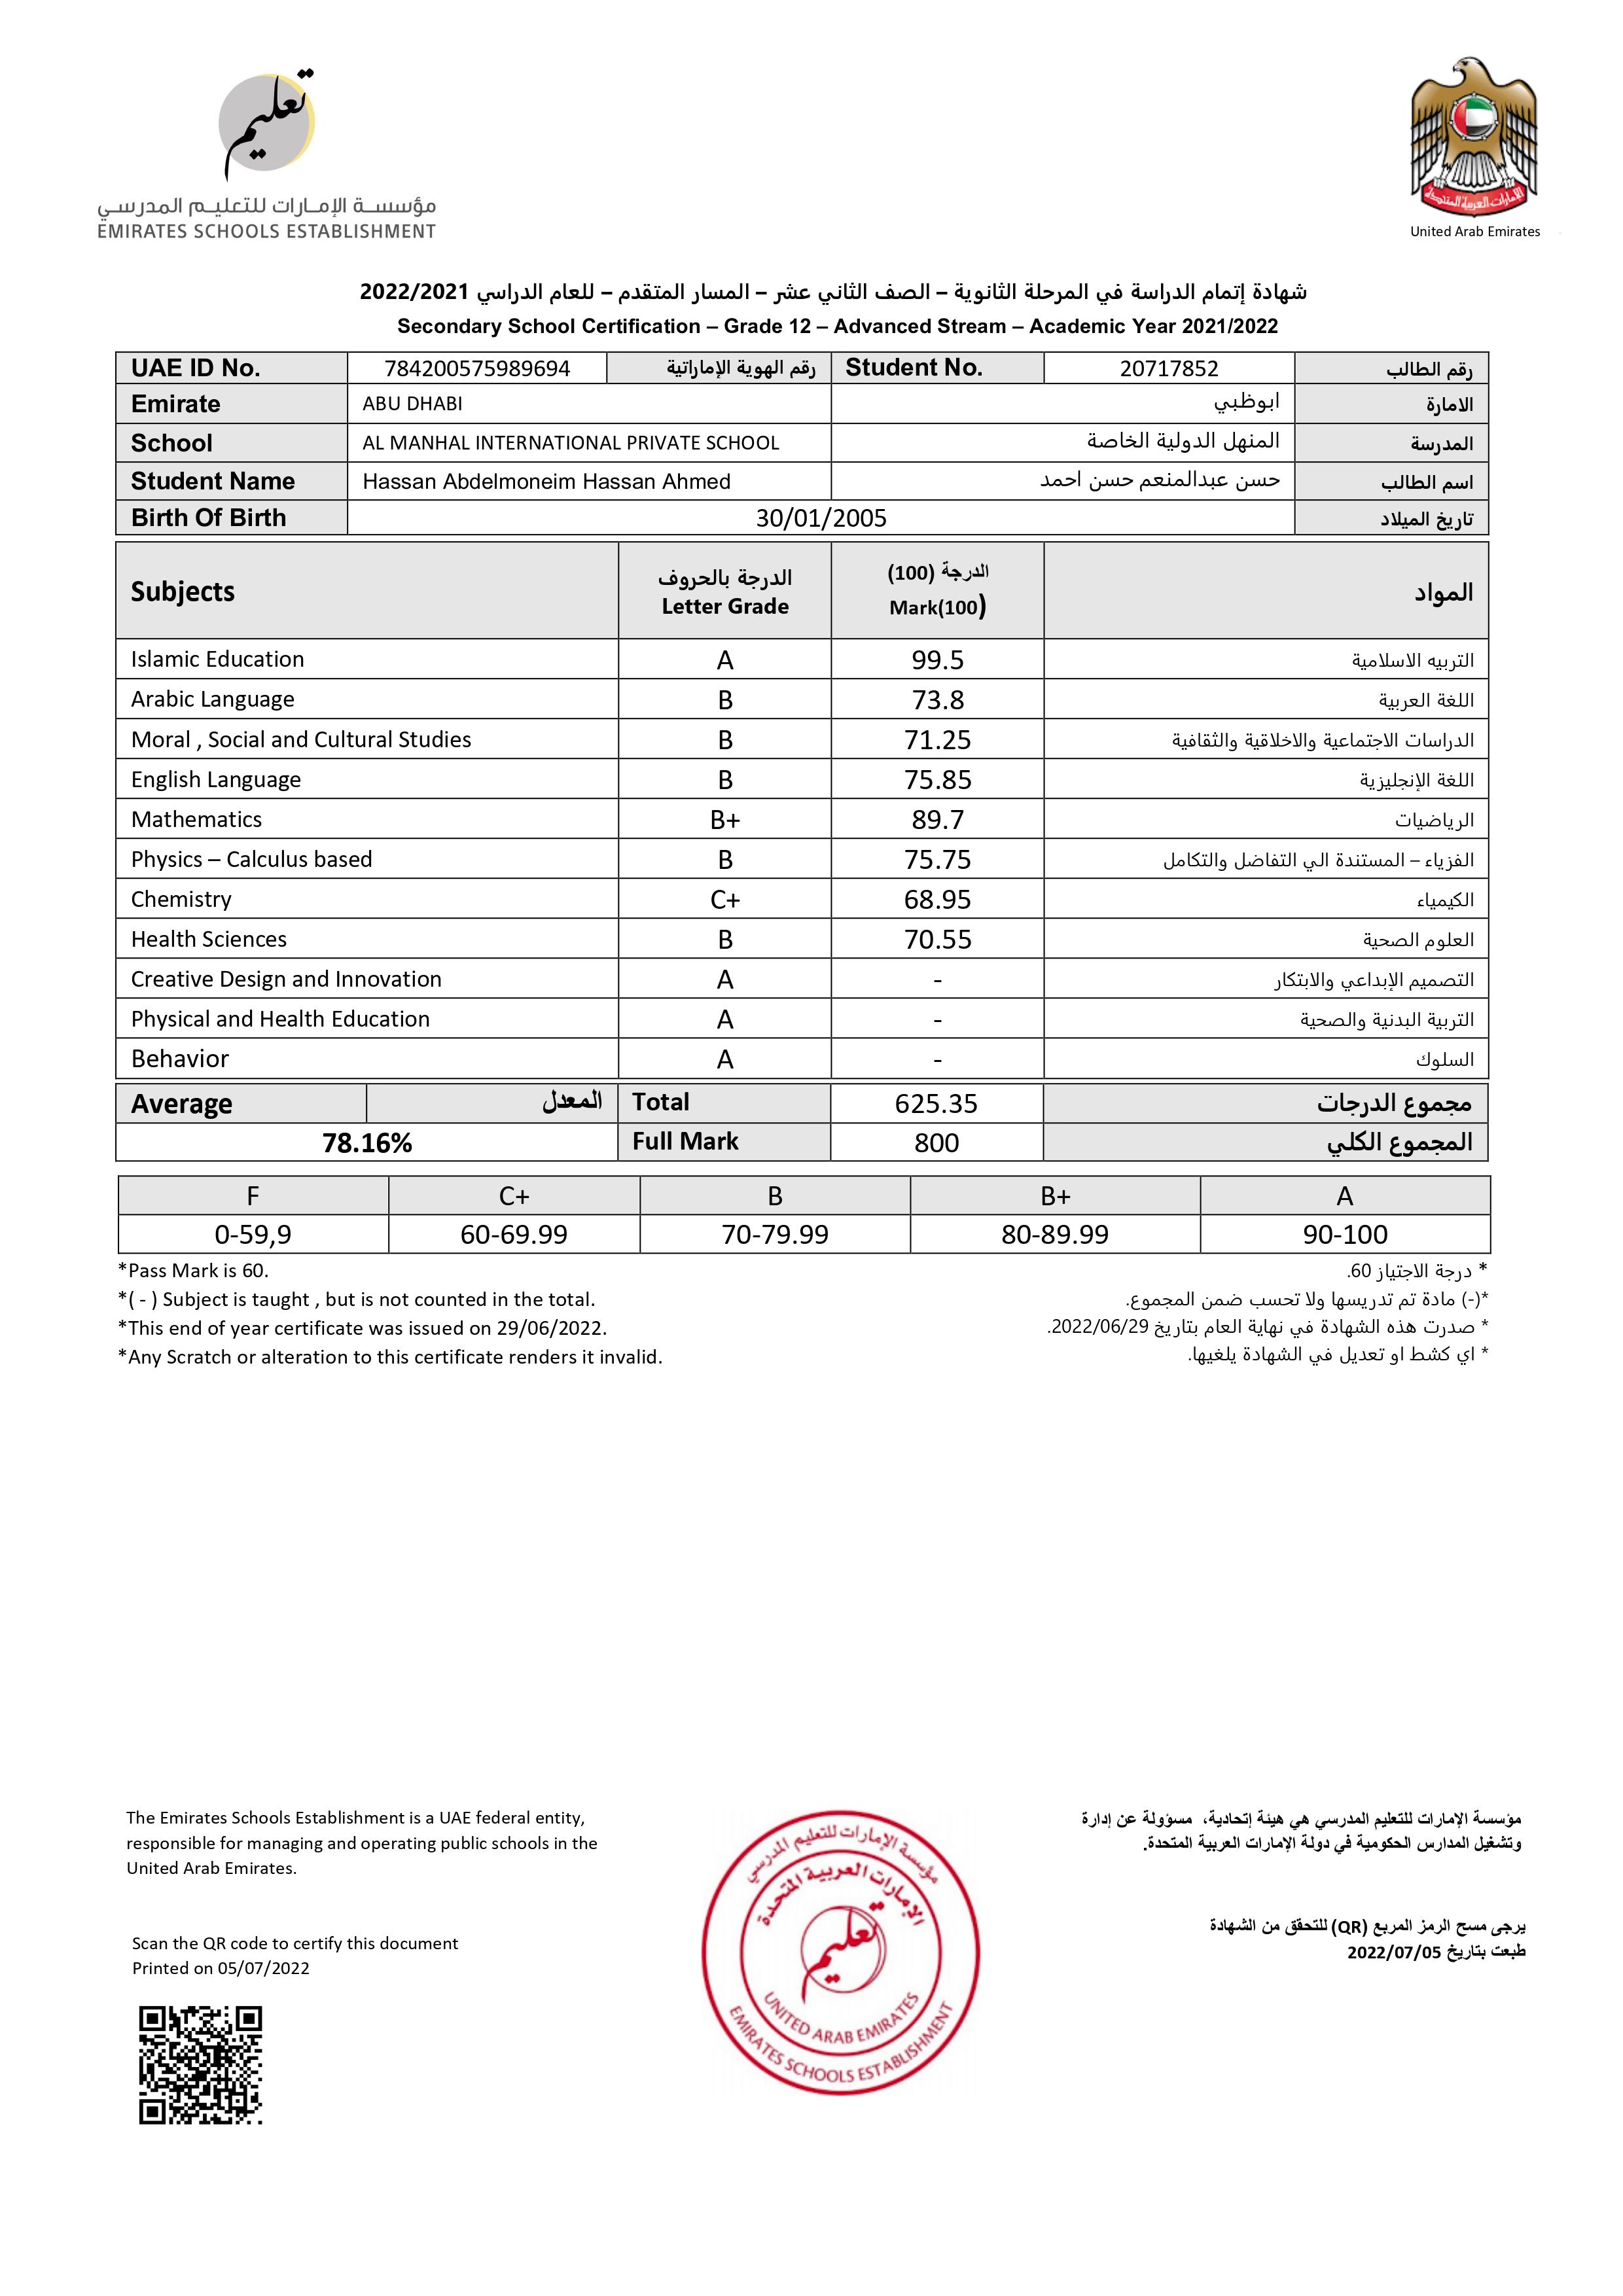 تعليم
مؤسسة الإمارات للتعليم المدرسي
EMIRATES SCHOOLS ESTABLISHMENT
الإمارات العربية المتحدة
United Arab Emirates
شهادة إتمام الدراسة في المرحلة الثانوية – الصف الثاني عشر – المسار المتقدم – للعام الدراسي 2022/2021
Secondary School Certification – Grade 12 – Advanced Stream – Academic Year 2021/2022
UAE ID No. 784200575989694 رقم الهوية الإماراتية Student No. 20717852 رقم الطالب
Emirate ABU DHABI ابوظبي الامارة
School AL MANHAL INTERNATIONAL PRIVATE SCHOOL المنهل الدولية الخاصة المدرسة
Student Name Hassan Abdelmoneim Hassan Ahmed حسن عبدالمنعم حسن احمد اسم الطالب
Birth Of Birth 30/01/2005 تاريخ الميلاد
Subjects الدرجة بالحروف Letter Grade الدرجة (100) Mark(100) المواد
Islamic Education A 99.5 التربيه الاسلامية
Arabic Language B 73.8 اللغة العربية
Moral , Social and Cultural Studies B 71.25 الدراسات الاجتماعية والاخلاقية والثقافية
English Language B 75.85 اللغة الإنجليزية
Mathematics B+ 89.7 الرياضيات
Physics – Calculus based B 75.75 الفزياء – المستندة الي التفاضل والتكامل
Chemistry C+ 68.95 الكيمياء
Health Sciences B 70.55 العلوم الصحية
Creative Design and Innovation A - التصميم الإبداعي والابتكار
Physical and Health Education A - التربية البدنية والصحية
Behavior A - السلوك
Average المعدل Total 625.35 مجموع الدرجات
78.16% Full Mark 800 المجموع الكلي
F C+ B B+ A
0-59,9 60-69.99 70-79.99 80-89.99 90-100
*Pass Mark is 60. * درجة الاجتياز 60.
*( - ) Subject is taught , but is not counted in the total. *(-) مادة تم تدريسها ولا تحسب ضمن المجموع.
*This end of year certificate was issued on 29/06/2022. * صدرت هذه الشهادة في نهاية العام بتاريخ 2022/06/29.
*Any Scratch or alteration to this certificate renders it invalid. * اي كشط او تعديل في الشهادة يلغيها.
The Emirates Schools Establishment is a UAE federal entity,
responsible for managing and operating public schools in the
United Arab Emirates.
مؤسسة الإمارات للتعليم المدرسي هي هيئة إتحادية، مسؤولة عن إدارة
وتشغيل المدارس الحكومية في دولة الإمارات العربية المتحدة.
مؤسسة الإمارات للتعليم المدرسي
الإمارات العربية المتحدة
تعليم
UNITED ARAB EMIRATES
EMIRATES SCHOOLS ESTABLISHMENT
يرجى مسح الرمز المربع (QR) للتحقق من الشهادة
طبعت بتاريخ 2022/07/05
Scan the QR code to certify this document
Printed on 05/07/2022